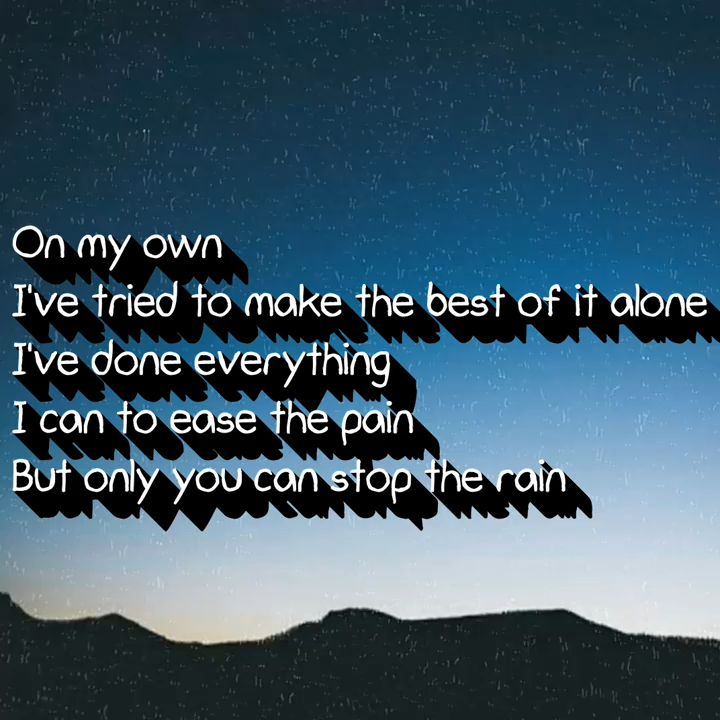 On my own
I've tried to make the best of it alone
I've done everything
I can to ease the pain
But only you can stop the rain